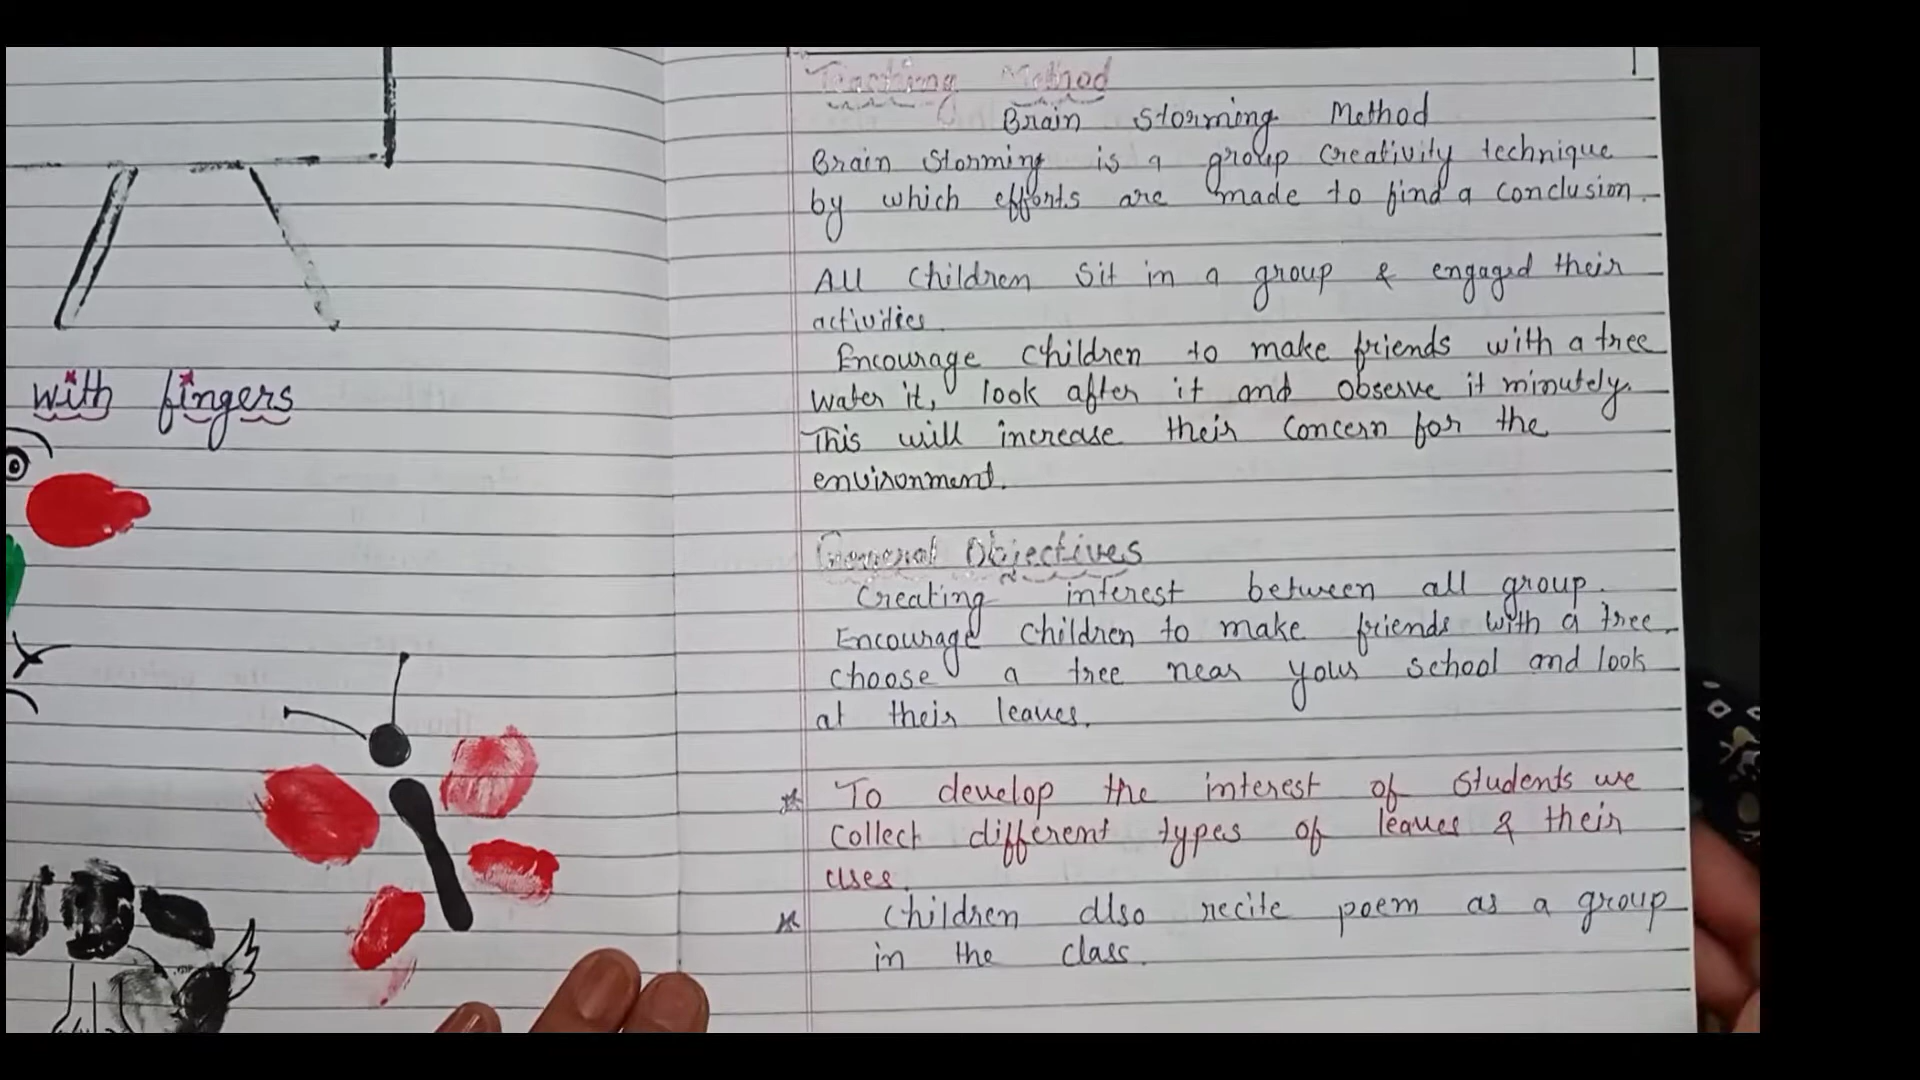 with fingers
Teaching Method
Brain Storming Method
Brain Storming is a group creativity technique
by which efforts are made to find a conclusion.
All children sit in a group & engaged their
activities.
Encourage children to make friends with a tree
water it, look after it and observe it minutely.
This will increase their concern for the
environment.
General Objectives
Creating interest between all group.
Encourage children to make friends with a tree.
choose a tree near your school and look
at their leaves.
To develop the interest of students we
collect different types of leaves & their
uses.
Children also recite poem as a group
in the class.